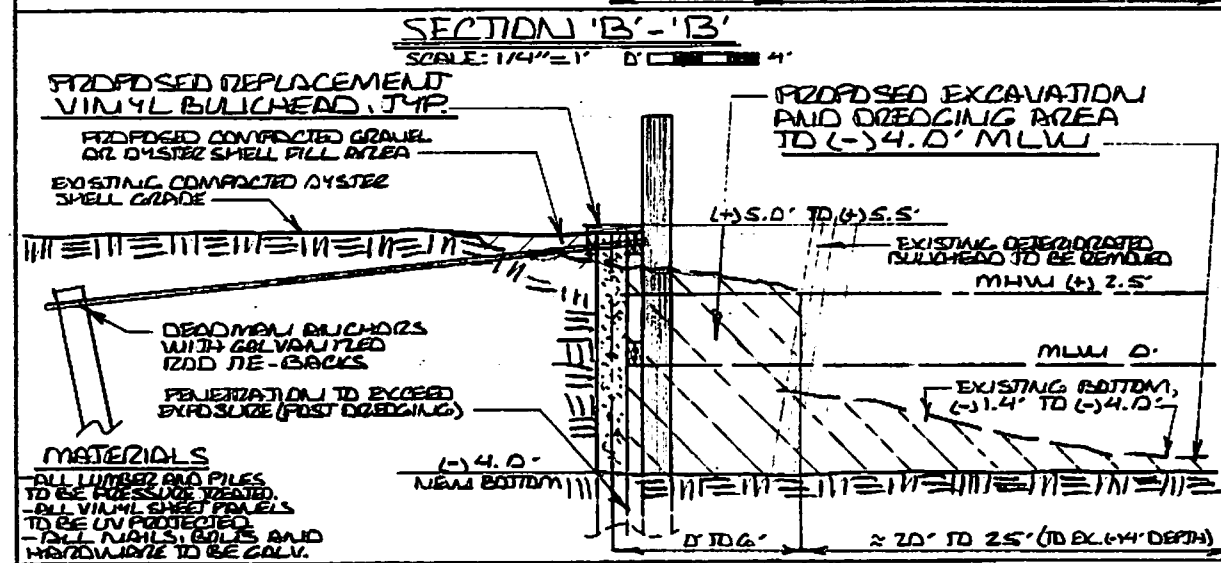 SECTION 'B'-'B'
SCALE: 1/4"=1' 0' 4'
PROPOSED REPLACEMENT
VINYL BULKHEAD, TYP.
PROPOSED COMPACTED GRAVEL
OR OYSTER SHELL FILL AREA
EXISTING COMPACTED OYSTER
SHELL GRADE
PROPOSED EXCAVATION
AND DREDGING AREA
TO (-)4.0' MLW
(+)5.0' TO (+)5.5'
EXISTING DETERIORATED
BULKHEAD TO BE REMOVED
MHW (+) 2.5'
DEADMAN ANCHORS
WITH GALVANIZED
ROD TIE-BACKS
MLW 0'
PENETRATION TO EXCEED
EXPOSURE (POST DREDGING)
EXISTING BOTTOM,
(-)1.4' TO (-)4.0'
MATERIALS
-ALL LUMBER AND PILES
TO BE PRESSURE TREATED.
-ALL VINYL SHEET PANELS
TO BE UV PROTECTED
-ALL NAILS, BOLTS AND
HARDWARE TO BE GALV.
(-)4.0'
NEW BOTTOM
0' TO 6'
≈ 20' TO 25' (TO EX.(-)4' DEPTH)